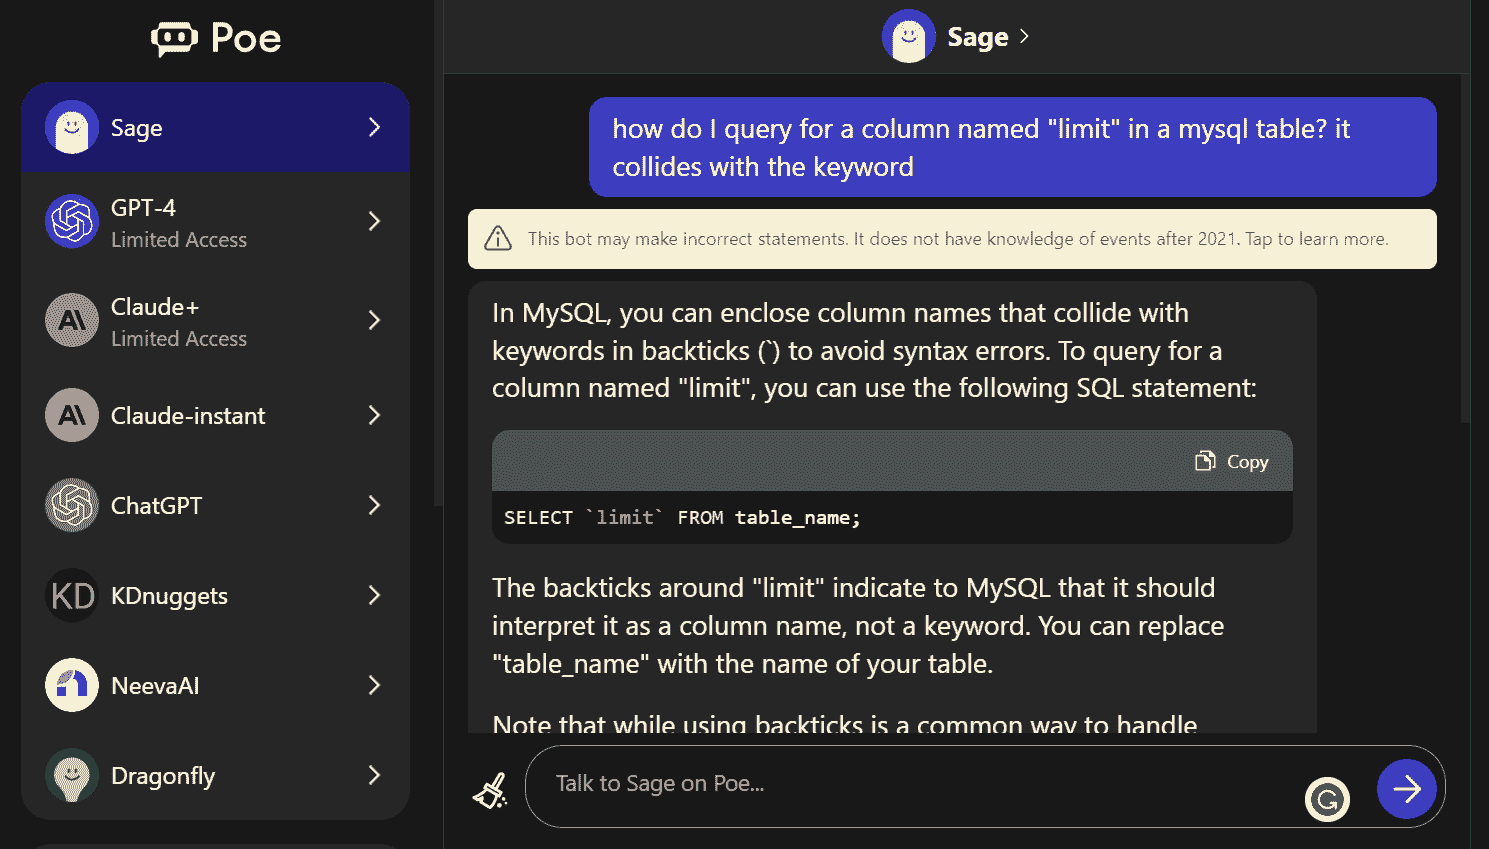 Poe
Sage
GPT-4
Limited Access
Claude+
Limited Access
Claude-instant
ChatGPT
KD KDnuggets
NeevaAI
Dragonfly
Sage
how do I query for a column named "limit" in a mysql table? it
collides with the keyword
This bot may make incorrect statements. It does not have knowledge of events after 2021. Tap to learn more.
In MySQL, you can enclose column names that collide with
keywords in backticks (`) to avoid syntax errors. To query for a
column named "limit", you can use the following SQL statement:
Copy
SELECT `limit` FROM table_name;
The backticks around "limit" indicate to MySQL that it should
interpret it as a column name, not a keyword. You can replace
"table_name" with the name of your table.
Note that while using backticks is a common way to handle
Talk to Sage on Poe...